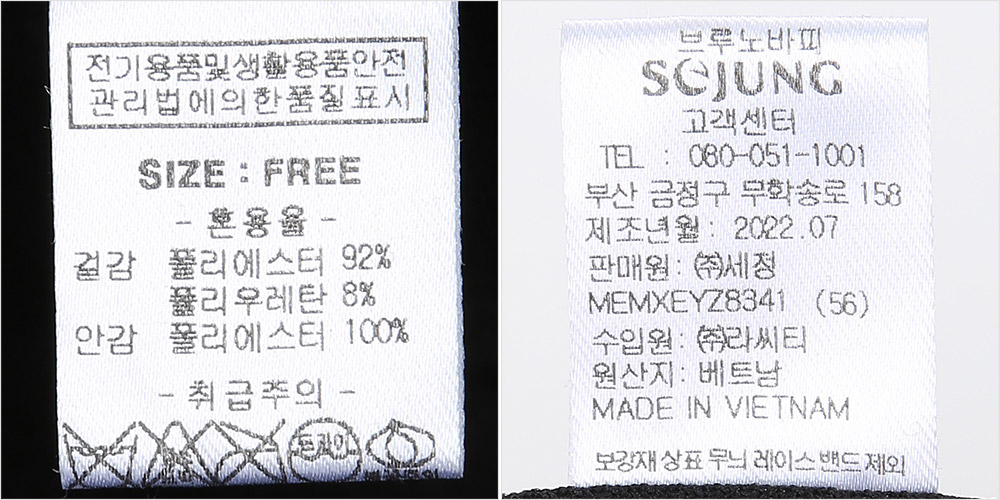 전기용품및생활용품안전
관리법에의한품질표시
SIZE : FREE
- 혼용율 -
겉감 폴리에스터 92%
폴리우레탄 8%
안감 폴리에스터 100%
- 취급주의 -
드라이
브루노바피
SOJUNG
고객센터
TEL : 080-051-1001
부산 금정구 무학송로 158
제조년월 : 2022.07
판매원 : ㈜세정
MEMXEYZ8341 (56)
수입원 : ㈜라씨티
원산지 : 베트남
MADE IN VIETNAM
보강재 상표 무늬 레이스 밴드 제외